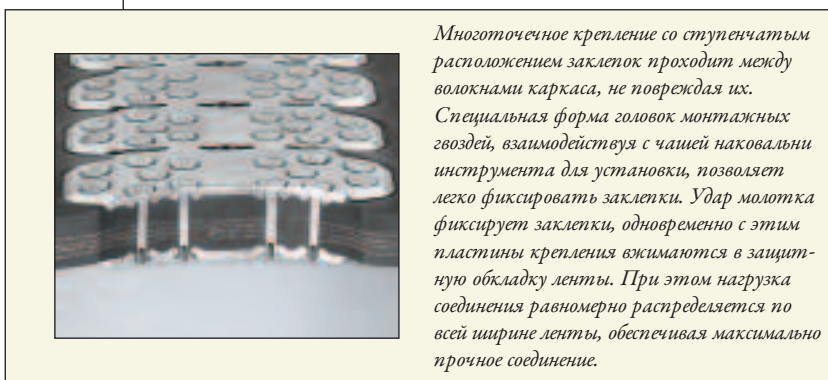 Многоточечное крепление со ступенчатым
расположением заклепок проходит между
волокнами каркаса, не повреждая их.
Специальная форма головок монтажных
гвоздей, взаимодействуя с чашей наковальни
инструмента для установки, позволяет
легко фиксировать заклепки. Удар молотка
фиксирует заклепки, одновременно с этим
пластины крепления вжимаются в защит-
ную обкладку ленты. При этом нагрузка
соединения равномерно распределяется по
всей ширине ленты, обеспечивая максимально
прочное соединение.